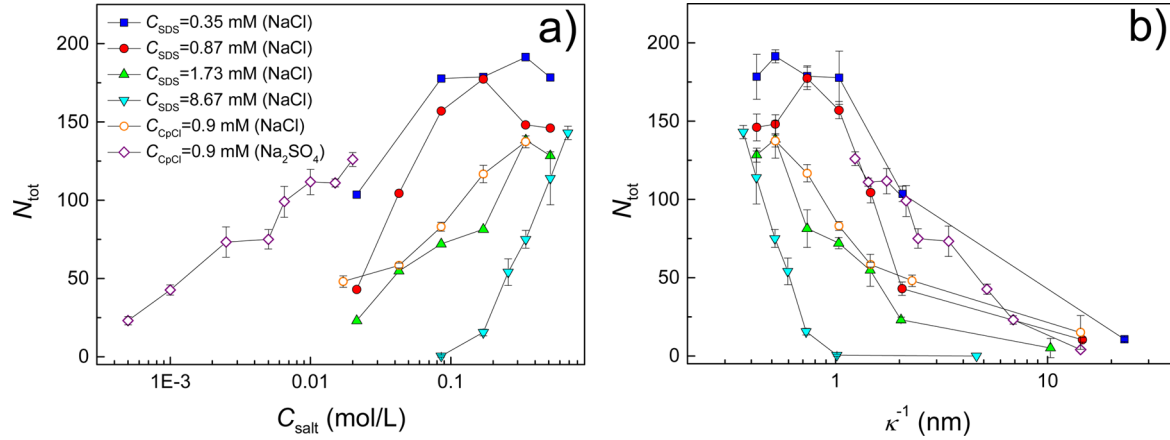 a)
C_SDS=0.35 mM (NaCl)
C_SDS=0.87 mM (NaCl)
C_SDS=1.73 mM (NaCl)
C_SDS=8.67 mM (NaCl)
C_CpCl=0.9 mM (NaCl)
C_CpCl=0.9 mM (Na₂SO₄)
N_tot
200
150
100
50
0
1E-3 0.01 0.1
C_salt (mol/L)
b)
N_tot
200
150
100
50
0
1 10
κ⁻¹ (nm)